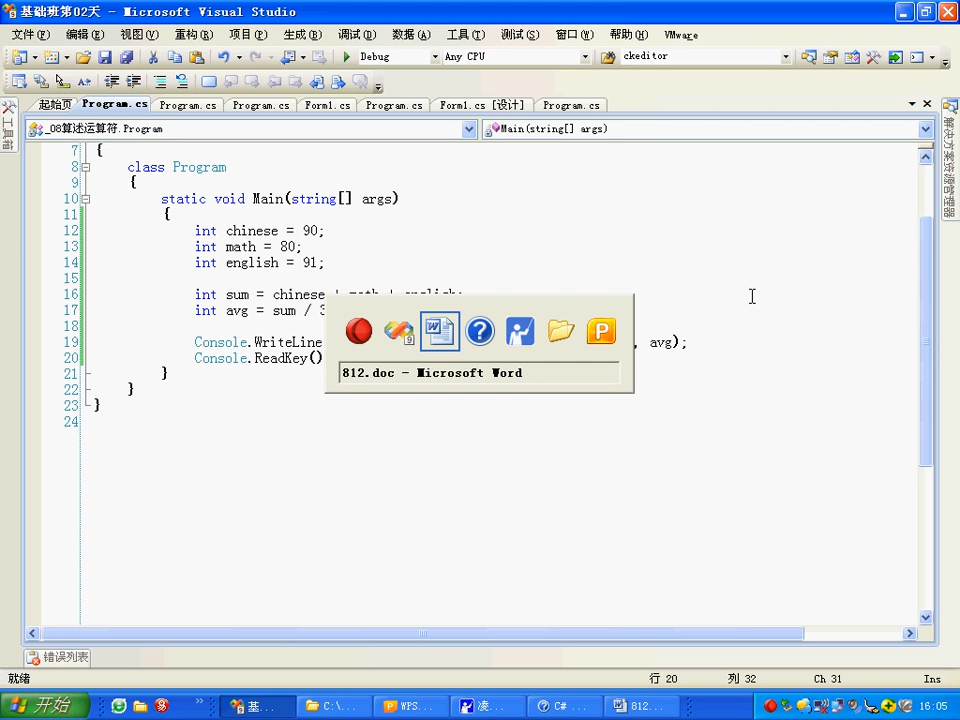 基础班第02天 - Microsoft Visual Studio
文件(F) 编辑(E) 视图(V) 重构(R) 项目(P) 生成(B) 调试(D) 数据(A) 工具(T) 测试(S) 窗口(W) 帮助(H) VMware
Debug Any CPU ckeditor
起始页 Program.cs Program.cs Program.cs Form1.cs Program.cs Form1.cs [设计] Program.cs
_08算述运算符.Program Main(string[] args)
工具箱
解决方案资源管理器
7 {
8 class Program
9 {
10 static void Main(string[] args)
11 {
12 int chinese = 90;
13 int math = 80;
14 int english = 91;
15
16 int sum = chinese + math + english;
17 int avg = sum / 3
18
19 Console.WriteLine , avg);
20 Console.ReadKey()
21 }
22 }
23 }
24
812.doc - Microsoft Word
错误列表
就绪 行 20 列 32 Ch 31 Ins
开始 基... C:\... WPS... 凌... C# ... 812... 16:05